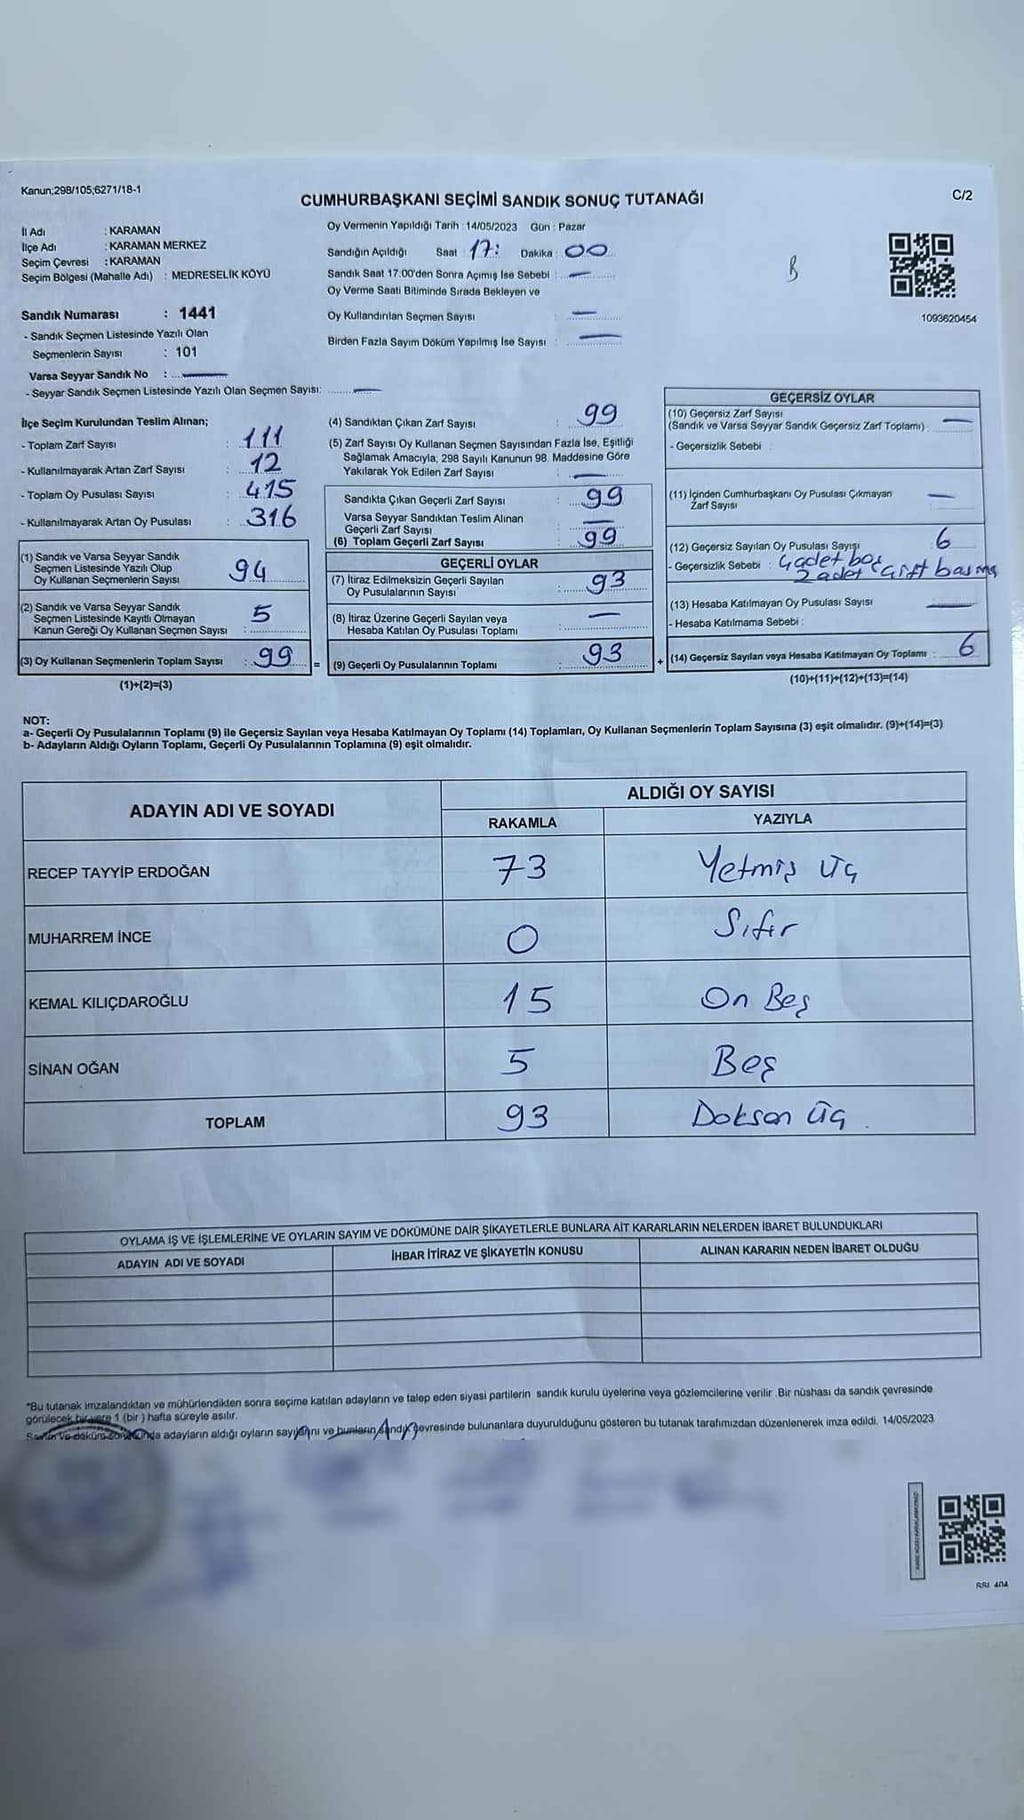 Kanun;298/105;6271/18-1
C/2
CUMHURBAŞKANI SEÇİMİ SANDIK SONUÇ TUTANAĞI
İl Adı : KARAMAN
İlçe Adı : KARAMAN MERKEZ
Seçim Çevresi : KARAMAN
Seçim Bölgesi (Mahalle Adı) : MEDRESELİK KÖYÜ
Oy Vermenin Yapıldığı Tarih : 14/05/2023 Gün : Pazar
Sandığın Açıldığı Saat 17: Dakika : 00
Sandık Saat 17:00'den Sonra Açımış İse Sebebi : —
Oy Verme Saati Bitiminde Sırada Bekleyen ve
Oy Kullandırılan Seçmen Sayısı : —
Birden Fazla Sayım Döküm Yapılmış İse Sayısı : —
1093620454
Sandık Numarası : 1441
- Sandık Seçmen Listesinde Yazılı Olan
Seçmenlerin Sayısı : 101
Varsa Seyyar Sandık No : —
- Seyyar Sandık Seçmen Listesinde Yazılı Olan Seçmen Sayısı: —
İlçe Seçim Kurulundan Teslim Alınan;
- Toplam Zarf Sayısı : 111
- Kullanılmayarak Artan Zarf Sayısı : 12
- Toplam Oy Pusulası Sayısı : 415
- Kullanılmayarak Artan Oy Pusulası : 316
(1) Sandık ve Varsa Seyyar Sandık
Seçmen Listesinde Yazılı Olup
Oy Kullanan Seçmenlerin Sayısı : 94
(2) Sandık ve Varsa Seyyar Sandık
Seçmen Listesinde Kayıtlı Olmayan
Kanun Gereği Oy Kullanan Seçmen Sayısı : 5
(3) Oy Kullanan Seçmenlerin Toplam Sayısı : 99 =
(1)+(2)=(3)
(4) Sandıktan Çıkan Zarf Sayısı : 99
(5) Zarf Sayısı Oy Kullanan Seçmen Sayısından Fazla İse, Eşitliği
Sağlamak Amacıyla; 298 Sayılı Kanunun 98. Maddesine Göre
Yakılarak Yok Edilen Zarf Sayısı : —
Sandıkta Çıkan Geçerli Zarf Sayısı : 99
Varsa Seyyar Sandıktan Teslim Alınan
Geçerli Zarf Sayısı : —
(6) Toplam Geçerli Zarf Sayısı : 99
GEÇERLİ OYLAR
(7) İtiraz Edilmeksizin Geçerli Sayılan
Oy Pusulalarının Sayısı : 93
(8) İtiraz Üzerine Geçerli Sayılan veya
Hesaba Katılan Oy Pusulası Toplamı : —
(9) Geçerli Oy Pusulalarının Toplamı : 93 +
GEÇERSİZ OYLAR
(10) Geçersiz Zarf Sayısı
(Sandık ve Varsa Seyyar Sandık Geçersiz Zarf Toplamı) : —
- Geçersizlik Sebebi :
(11) İçinden Cumhurbaşkanı Oy Pusulası Çıkmayan
Zarf Sayısı : —
(12) Geçersiz Sayılan Oy Pusulası Sayısı : 6
- Geçersizlik Sebebi : 4 adet boş
2 adet çift basma
(13) Hesaba Katılmayan Oy Pusulası Sayısı : —
- Hesaba Katılmama Sebebi :
(14) Geçersiz Sayılan veya Hesaba Katılmayan Oy Toplamı : 6
(10)+(11)+(12)+(13)=(14)
NOT:
a- Geçerli Oy Pusulalarının Toplamı (9) ile Geçersiz Sayılan veya Hesaba Katılmayan Oy Toplamı (14) Toplamları, Oy Kullanan Seçmenlerin Toplam Sayısına (3) eşit olmalıdır. (9)+(14)=(3)
b- Adayların Aldığı Oyların Toplamı, Geçerli Oy Pusulalarının Toplamına (9) eşit olmalıdır.
ADAYIN ADI VE SOYADI
ALDIĞI OY SAYISI
RAKAMLA YAZIYLA
RECEP TAYYİP ERDOĞAN 73 Yetmiş üç
MUHARREM İNCE 0 Sıfır
KEMAL KILIÇDAROĞLU 15 On Beş
SİNAN OĞAN 5 Beş
TOPLAM 93 Doksan üç
OYLAMA İŞ VE İŞLEMLERİNE VE OYLARIN SAYIM VE DÖKÜMÜNE DAİR ŞİKAYETLERLE BUNLARA AİT KARARLARIN NELERDEN İBARET BULUNDUKLARI
ADAYIN ADI VE SOYADI İHBAR İTİRAZ VE ŞİKAYETİN KONUSU ALINAN KARARIN NEDEN İBARET OLDUĞU
*Bu tutanak imzalandıktan ve mühürlendikten sonra seçime katılan adayların ve talep eden siyasi partilerin sandık kurulu üyelerine veya gözlemcilerine verilir .Bir nüshası da sandık çevresinde
görülecek bir yere 1 (bir ) hafta süreyle asılır.
Sayım ve döküm sonucunda adayların aldığı oyların sayılarını ve bunların sandık çevresinde bulunanlara duyurulduğunu gösteren bu tutanak tarafımızdan düzenlenerek imza edildi. 14/05/2023